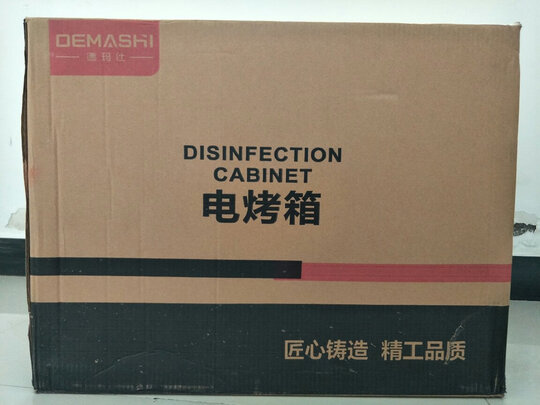 DEMASHI
德玛仕
DISINFECTION
CABINET
电烤箱
匠心铸造 精工品质